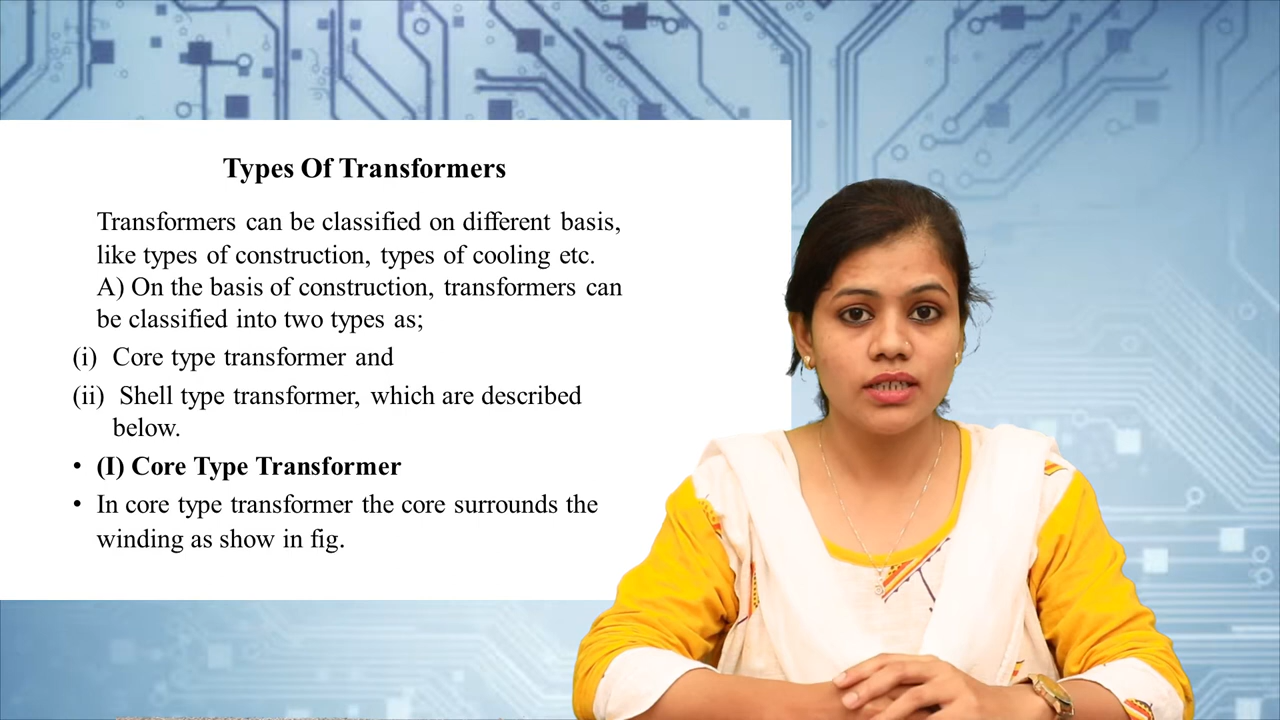 Types Of Transformers
Transformers can be classified on different basis,
like types of construction, types of cooling etc.
A) On the basis of construction, transformers can
be classified into two types as;
(i) Core type transformer and
(ii) Shell type transformer, which are described
below.
• (I) Core Type Transformer
• In core type transformer the core surrounds the
winding as show in fig.